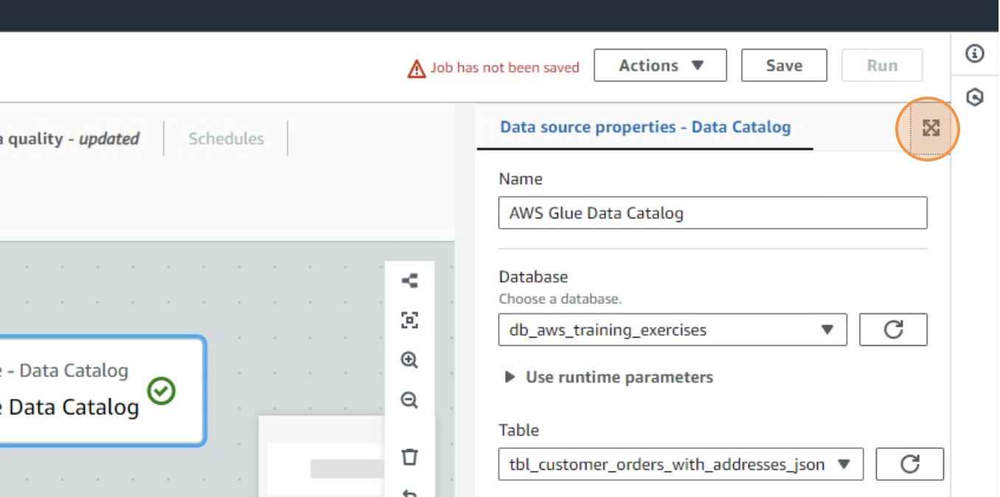 Job has not been saved
Actions
Save
Run
a quality - updated
Schedules
Data source properties - Data Catalog
Name
AWS Glue Data Catalog
Database
Choose a database.
db_aws_training_exercises
Use runtime parameters
Table
tbl_customer_orders_with_addresses_json
e - Data Catalog
e Data Catalog